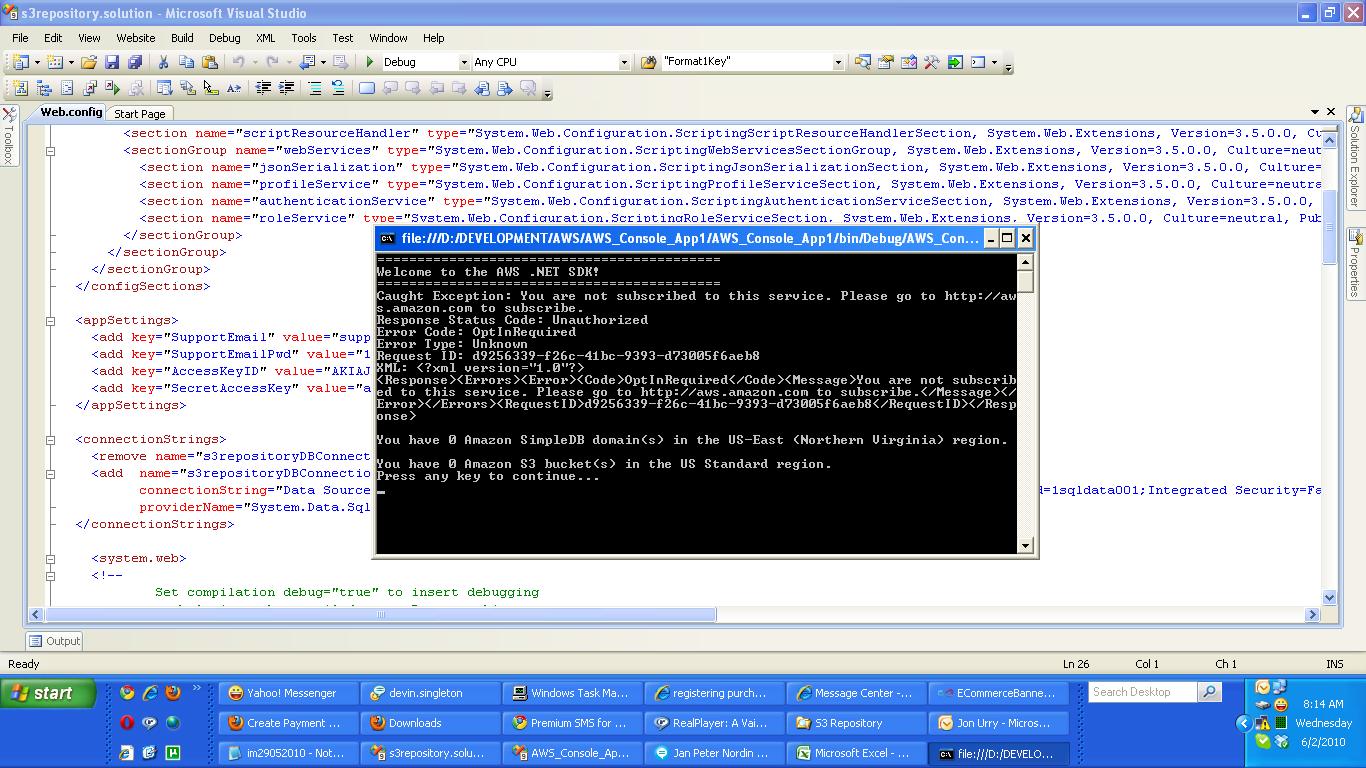 s3repository.solution - Microsoft Visual Studio
File Edit View Website Build Debug XML Tools Test Window Help
Debug Any CPU "Format1Key"
Web.config Start Page
Toolbox
Solution Explorer
Properties
<section name="scriptResourceHandler" type="System.Web.Configuration.ScriptingScriptResourceHandlerSection, System.Web.Extensions, Version=3.5.0.0, Cu
<sectionGroup name="webServices" type="System.Web.Configuration.ScriptingWebServicesSectionGroup, System.Web.Extensions, Version=3.5.0.0, Culture=neut
<section name="jsonSerialization" type="System.Web.Configuration.ScriptingJsonSerializationSection, System.Web.Extensions, Version=3.5.0.0, Culture=
<section name="profileService" type="System.Web.Configuration.ScriptingProfileServiceSection, System.Web.Extensions, Version=3.5.0.0, Culture=neutra
<section name="authenticationService" type="System.Web.Configuration.ScriptingAuthenticationServiceSection, System.Web.Extensions, Version=3.5.0.0,
<section name="roleService" type="System.Web.Configuration.ScriptingRoleServiceSection, System.Web.Extensions, Version=3.5.0.0, Culture=neutral, Pub
</sectionGroup>
</sectionGroup>
</sectionGroup>
</configSections>
<appSettings>
<add key="SupportEmail" value="supp
<add key="SupportEmailPwd" value="1
<add key="AccessKeyID" value="AKIAJ
<add key="SecretAccessKey" value="a
</appSettings>
<connectionStrings>
<remove name="s3repositoryDBConnect
<add name="s3repositoryDBConnectio
connectionString="Data Source d=1sqldata001;Integrated Security=Fa
providerName="System.Data.Sql
</connectionStrings>
<system.web>
<!--
Set compilation debug="true" to insert debugging
file:///D:/DEVELOPMENT/AWS/AWS_Console_App1/AWS_Console_App1/bin/Debug/AWS_Con...
===========================================
Welcome to the AWS .NET SDK!
===========================================
Caught Exception: You are not subscribed to this service. Please go to http://aw
s.amazon.com to subscribe.
Response Status Code: Unauthorized
Error Code: OptInRequired
Error Type: Unknown
Request ID: d9256339-f26c-41bc-9393-d73005f6aeb8
XML: <?xml version="1.0"?>
<Response><Errors><Error><Code>OptInRequired</Code><Message>You are not subscrib
ed to this service. Please go to http://aws.amazon.com to subscribe.</Message></
Error></Errors><RequestID>d9256339-f26c-41bc-9393-d73005f6aeb8</RequestID></Resp
onse>
You have 0 Amazon SimpleDB domain(s) in the US-East (Northern Virginia) region.
You have 0 Amazon S3 bucket(s) in the US Standard region.
Press any key to continue...
Output
Ready Ln 26 Col 1 Ch 1 INS
start
Yahoo! Messenger devin.singleton Windows Task Ma... registering purch... Message Center -... ECommerceBanne...
Create Payment ... Downloads Premium SMS for ... RealPlayer: A Vai... S3 Repository Jon Urry - Micros...
im29052010 - Not... s3repository.solu... AWS_Console_Ap... Jan Peter Nordin ... Microsoft Excel - ... file:///D:/DEVELO...
Search Desktop
8:14 AM
Wednesday
6/2/2010